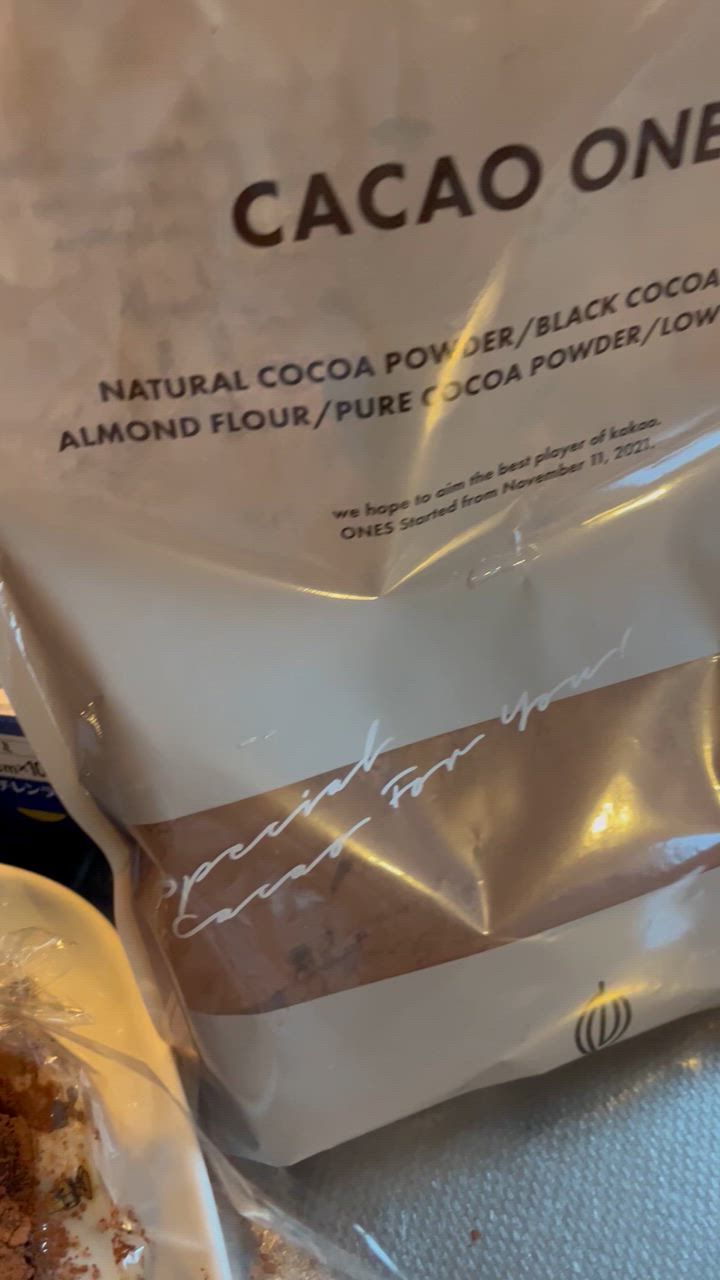 CACAO ONE
NATURAL COCOA POWDER/BLACK COCOA
ALMOND FLOUR/PURE COCOA POWDER/LOW
we hope to aim the best player of kakao.
ONES Started from November 11, 2021.
Special
Cacao For You!